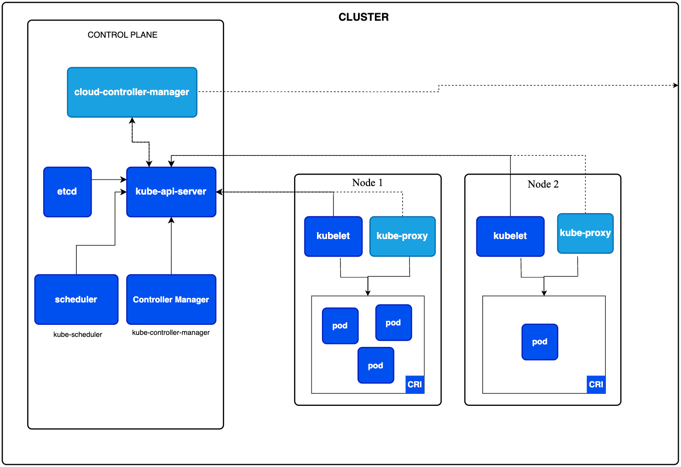 CLUSTER
CONTROL PLANE
cloud-controller-manager
etcd
kube-api-server
scheduler
kube-scheduler
Controller Manager
kube-controller-manager
Node 1
kubelet
kube-proxy
pod
pod
pod
CRI
Node 2
kubelet
kube-proxy
pod
CRI